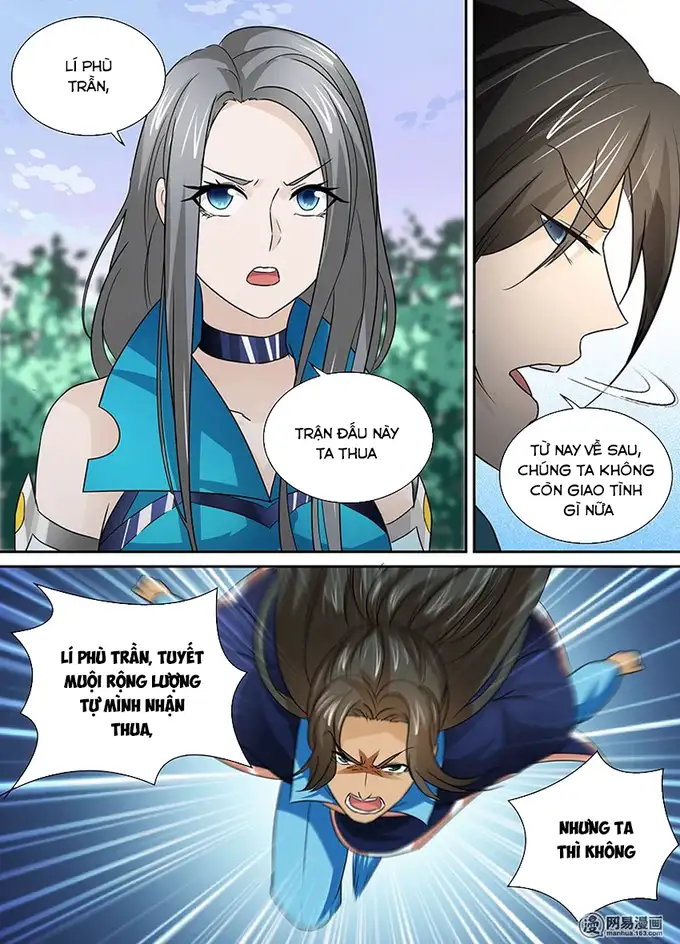 LÍ PHÙ
TRẦN,
TRẬN ĐẤU NÀY
TA THUA
TỪ NAY VỀ SAU,
CHÚNG TA KHÔNG
CÒN GIAO TÌNH
GÌ NỮA
LÍ PHÙ TRẦN, TUYẾT
MUỘI RỘNG LƯỢNG
TỰ MÌNH NHẬN
THUA,
NHƯNG TA
THÌ KHÔNG
网易漫画
manhua.163.com